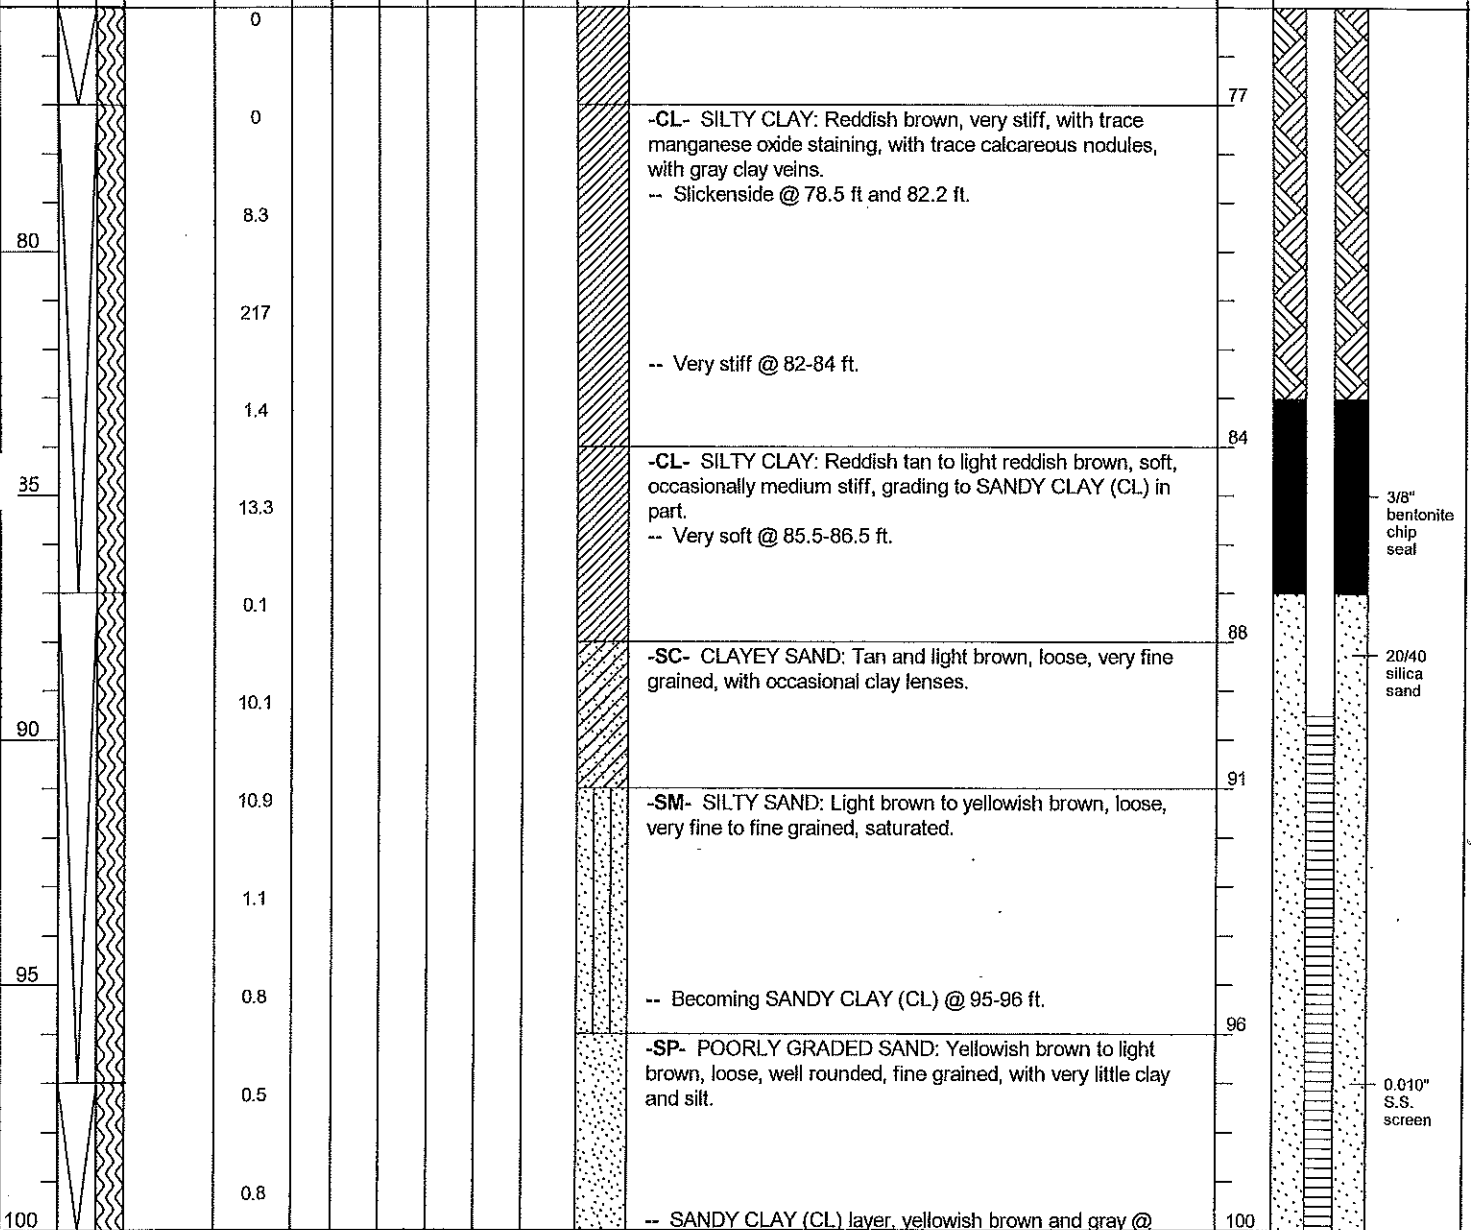 0
77
0
-CL- SILTY CLAY: Reddish brown, very stiff, with trace
manganese oxide staining, with trace calcareous nodules,
with gray clay veins.
-- Slickenside @ 78.5 ft and 82.2 ft.
8.3
80
217
-- Very stiff @ 82-84 ft.
1.4
84
-CL- SILTY CLAY: Reddish tan to light reddish brown, soft,
occasionally medium stiff, grading to SANDY CLAY (CL) in
part.
-- Very soft @ 85.5-86.5 ft.
35
13.3
3/8"
bentonite
chip
seal
0.1
88
-SC- CLAYEY SAND: Tan and light brown, loose, very fine
grained, with occasional clay lenses.
20/40
silica
sand
10.1
90
91
10.9
-SM- SILTY SAND: Light brown to yellowish brown, loose,
very fine to fine grained, saturated.
1.1
95
0.8
-- Becoming SANDY CLAY (CL) @ 95-96 ft.
96
-SP- POORLY GRADED SAND: Yellowish brown to light
brown, loose, well rounded, fine grained, with very little clay
and silt.
0.5
0.010"
S.S.
screen
0.8
100
-- SANDY CLAY (CL) layer, yellowish brown and gray @
100